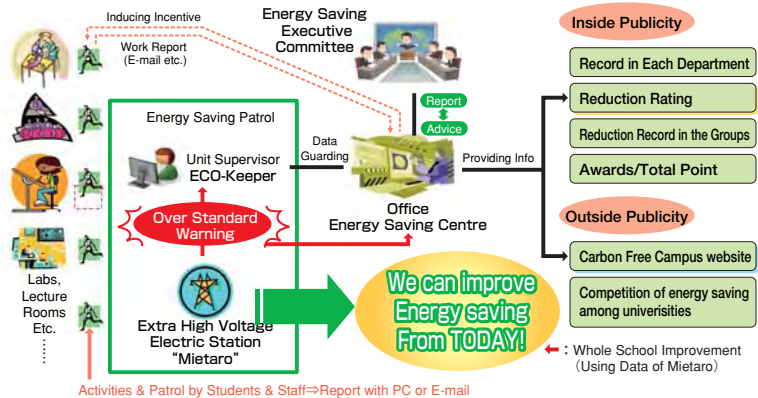 Inducing Incentive
Work Report
(E-mail etc.)
Energy Saving
Executive
Committee
Report
Advice
Energy Saving Patrol
Unit Supervisor
ECO-Keeper
Data
Guarding
Providing Info
Office
Energy Saving Centre
Over Standard
Warning
Extra High Voltage
Electric Station
“Mietaro”
Labs,
Lecture
Rooms
Etc.
……
We can improve
Energy saving
From TODAY!
Inside Publicity
Record in Each Department
Reduction Rating
Reduction Record in the Groups
Awards/Total Point
Outside Publicity
Carbon Free Campus website
Competition of energy saving
among univerisities
：Whole School Improvement
（Using Data of Mietaro）
Activities & Patrol by Students & Staff⇒Report with PC or E-mail